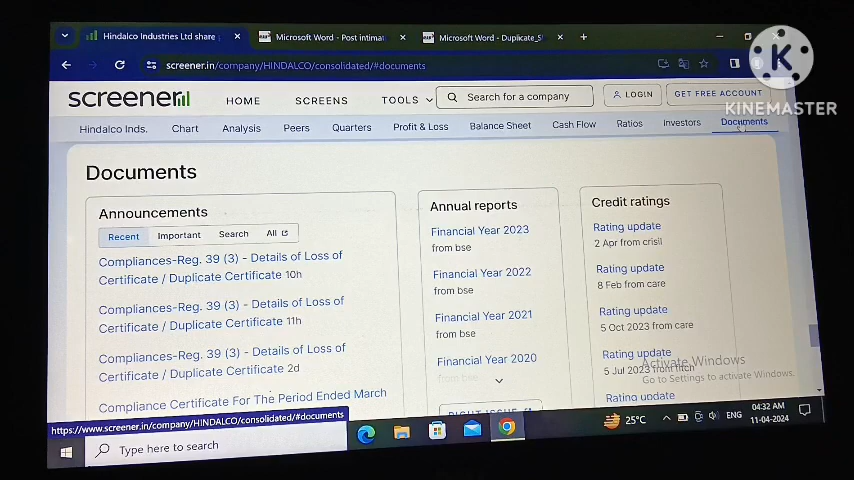 Hindalco Industries Ltd share
Microsoft Word - Post intimat
Microsoft Word - Duplicate_S
screener.in/company/HINDALCO/consolidated/#documents
screener
HOME
SCREENS
TOOLS
Search for a company
LOGIN
GET FREE ACCOUNT
K
KINEMASTER
Hindalco Inds.
Chart
Analysis
Peers
Quarters
Profit & Loss
Balance Sheet
Cash Flow
Ratios
Investors
Documents
Documents
Announcements
Recent
Important
Search
All
Compliances-Reg. 39 (3) - Details of Loss of
Certificate / Duplicate Certificate 10h
Compliances-Reg. 39 (3) - Details of Loss of
Certificate / Duplicate Certificate 11h
Compliances-Reg. 39 (3) - Details of Loss of
Certificate / Duplicate Certificate 2d
Compliance Certificate For The Period Ended March
Annual reports
Financial Year 2023
from bse
Financial Year 2022
from bse
Financial Year 2021
from bse
Financial Year 2020
from bse
RIGHT ISSUE
Credit ratings
Rating update
2 Apr from crisil
Rating update
8 Feb from care
Rating update
5 Oct 2023 from care
Rating update
5 Jul 2023 from fitch
Rating update
Activate Windows
Go to Settings to activate Windows.
https://www.screener.in/company/HINDALCO/consolidated/#documents
Type here to search
25°C
ENG
04:32 AM
11-04-2024